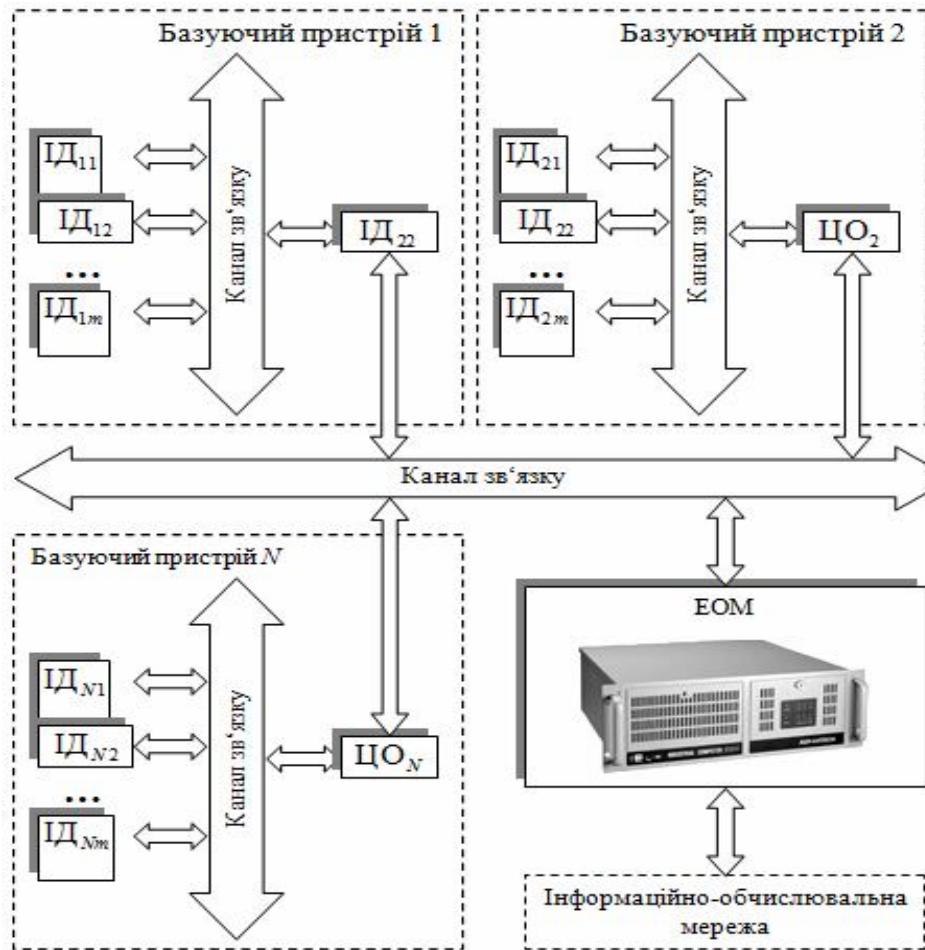 Базуючий пристрій 1
ІД11
ІД12
...
ІД1m
Канал зв‘язку
ІД22
Базуючий пристрій 2
ІД21
ІД22
...
ІД2m
Канал зв‘язку
ЦО2
Канал зв‘язку
Базуючий пристрій N
ІДN1
ІДN2
...
ІДNm
Канал зв‘язку
ЦОN
ЕОМ
Інформаційно-обчислювальна
мережа